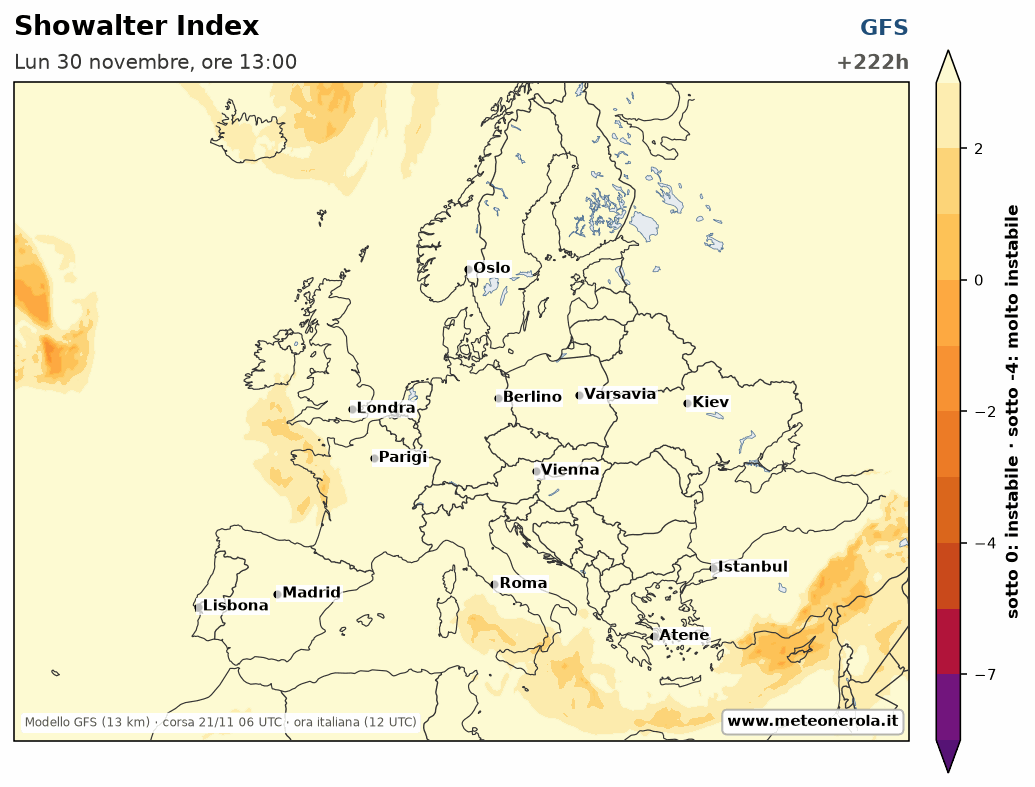 Showalter Index
GFS
Lun 30 novembre, ore 13:00
+222h
Oslo
Londra
Berlino
Varsavia
Kiev
Parigi
Vienna
Istanbul
Roma
Madrid
Lisbona
Atene
Modello GFS (13 km) · corsa 21/11 06 UTC · ora italiana (12 UTC)
www.meteonerola.it
2
0
−2
−4
−7
sotto 0: instabile · sotto -4: molto instabile